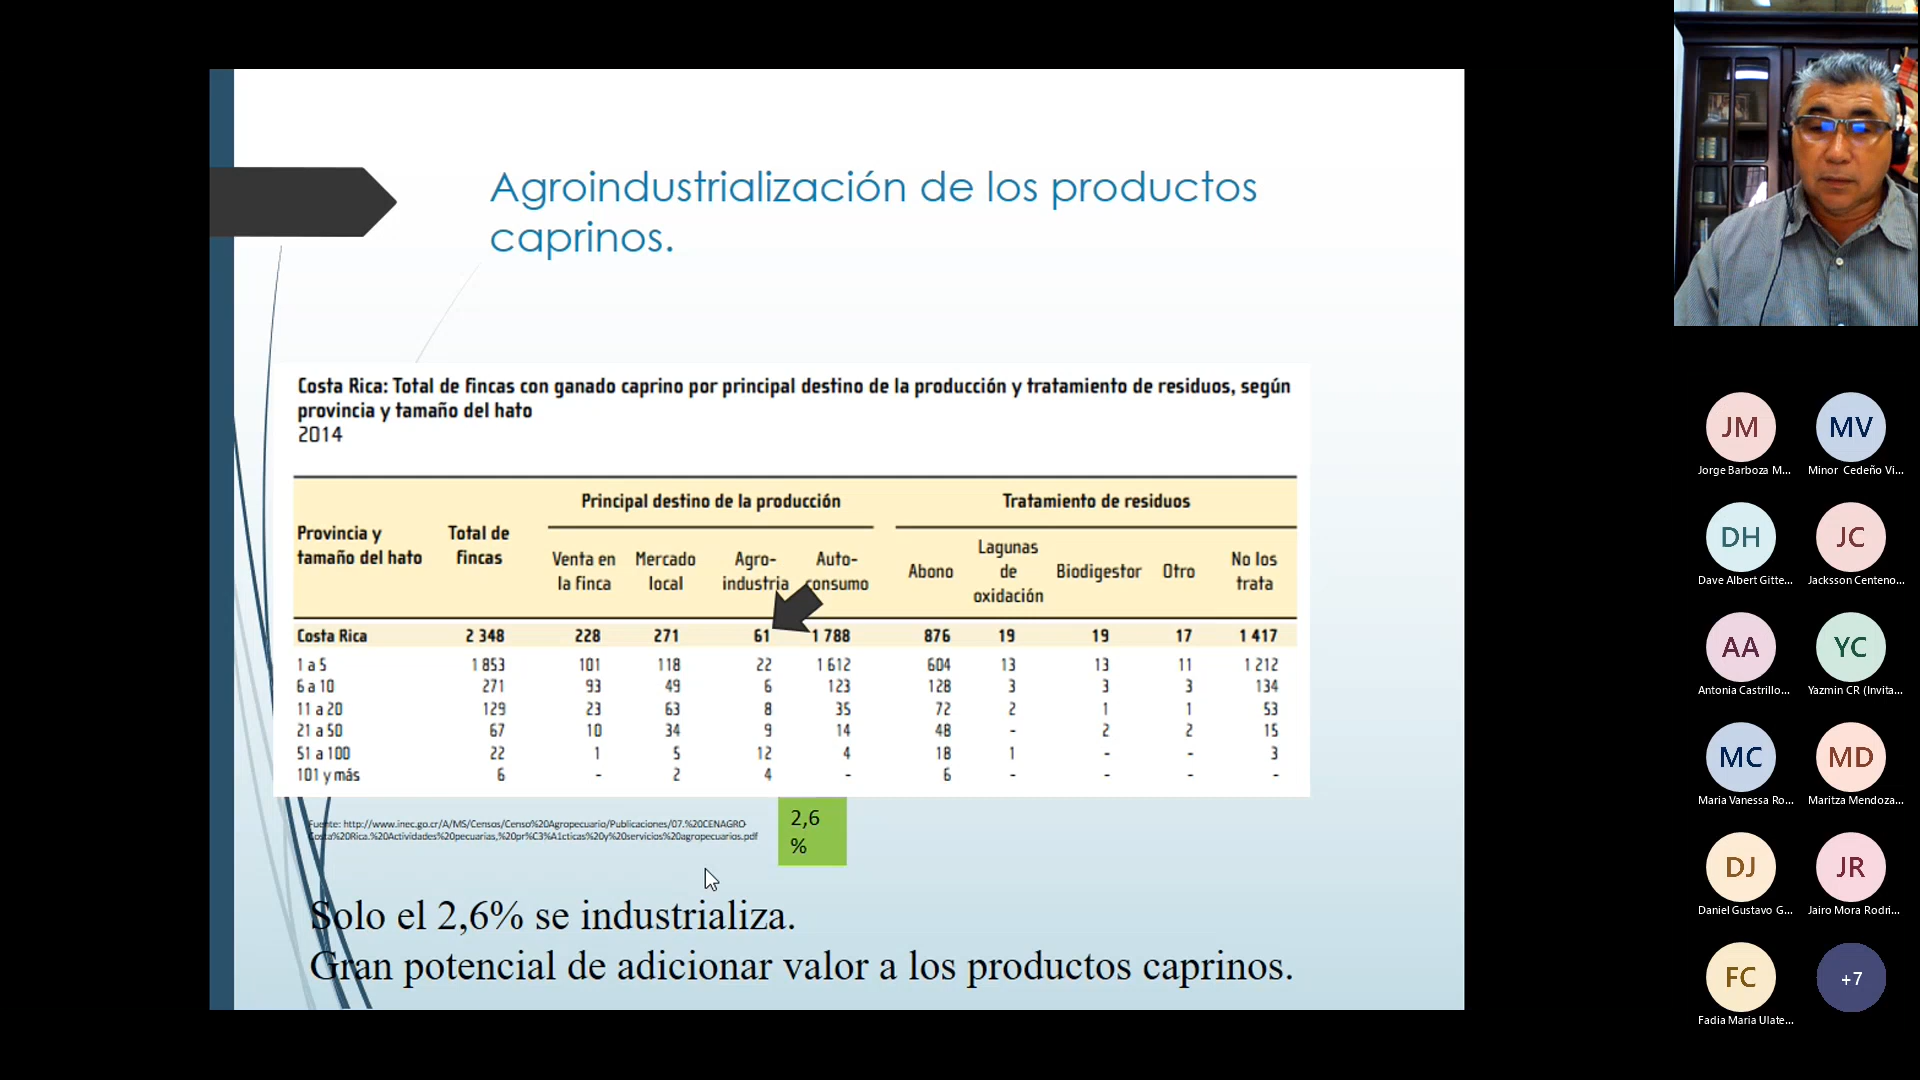 Agroindustrialización de los productos
caprinos.
Costa Rica: Total de fincas con ganado caprino por principal destino de la producción y tratamiento de residuos, según
provincia y tamaño del hato
2014
Provincia y tamaño del hato Total de fincas Principal destino de la producción Tratamiento de residuos
Venta en la finca Mercado local Agro-industria Auto-consumo Abono Lagunas de oxidación Biodigestor Otro No los trata
Costa Rica 2 348 228 271 61 1 788 876 19 19 17 1 417
1 a 5 1 853 101 118 22 1 612 604 13 13 11 1 212
6 a 10 271 93 49 6 123 128 3 3 3 134
11 a 20 129 23 63 8 35 72 2 1 1 53
21 a 50 67 10 34 9 14 48 - 2 2 15
51 a 100 22 1 5 12 4 18 1 - - 3
101 y más 6 - 2 4 - 6 - - - -
Fuente: http://www.inec.go.cr/A/MS/Censos/Censo%20Agropecuario/Publicaciones/07.%20CENAGRO-
Costa%20Rica.%20Actividades%20pecuarias,%20pr%C3%A1cticas%20y%20servicios%20agropecuarios.pdf
2,6
%
Solo el 2,6% se industrializa.
Gran potencial de adicionar valor a los productos caprinos.
JM MV
Jorge Barboza M... Minor Cedeño Vi...
DH JC
Dave Albert Gitte... Jacksson Centeno...
AA YC
Antonia Castrillo... Yazmin CR (Invita...
MC MD
Maria Vanessa Ro... Maritza Mendoza...
DJ JR
Daniel Gustavo G... Jairo Mora Rodri...
FC +7
Fadia Maria Ulate...